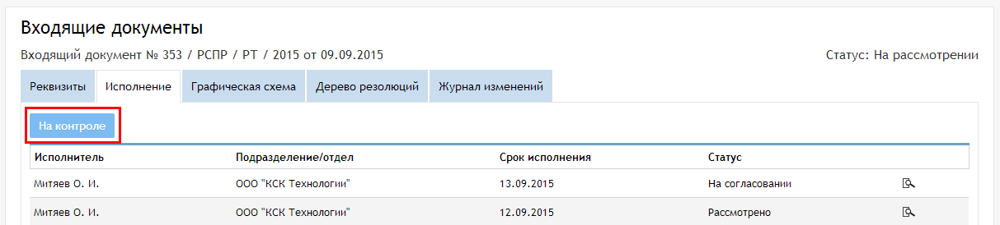 Входящие документы
Входящий документ № 353 / РСПР / РТ / 2015 от 09.09.2015 Статус: На рассмотрении
Реквизиты Исполнение Графическая схема Дерево резолюций Журнал изменений
На контроле
Исполнитель Подразделение/отдел Срок исполнения Статус
Митяев О. И. ООО "КСК Технологии" 13.09.2015 На согласовании
Митяев О. И. ООО "КСК Технологии" 12.09.2015 Рассмотрено